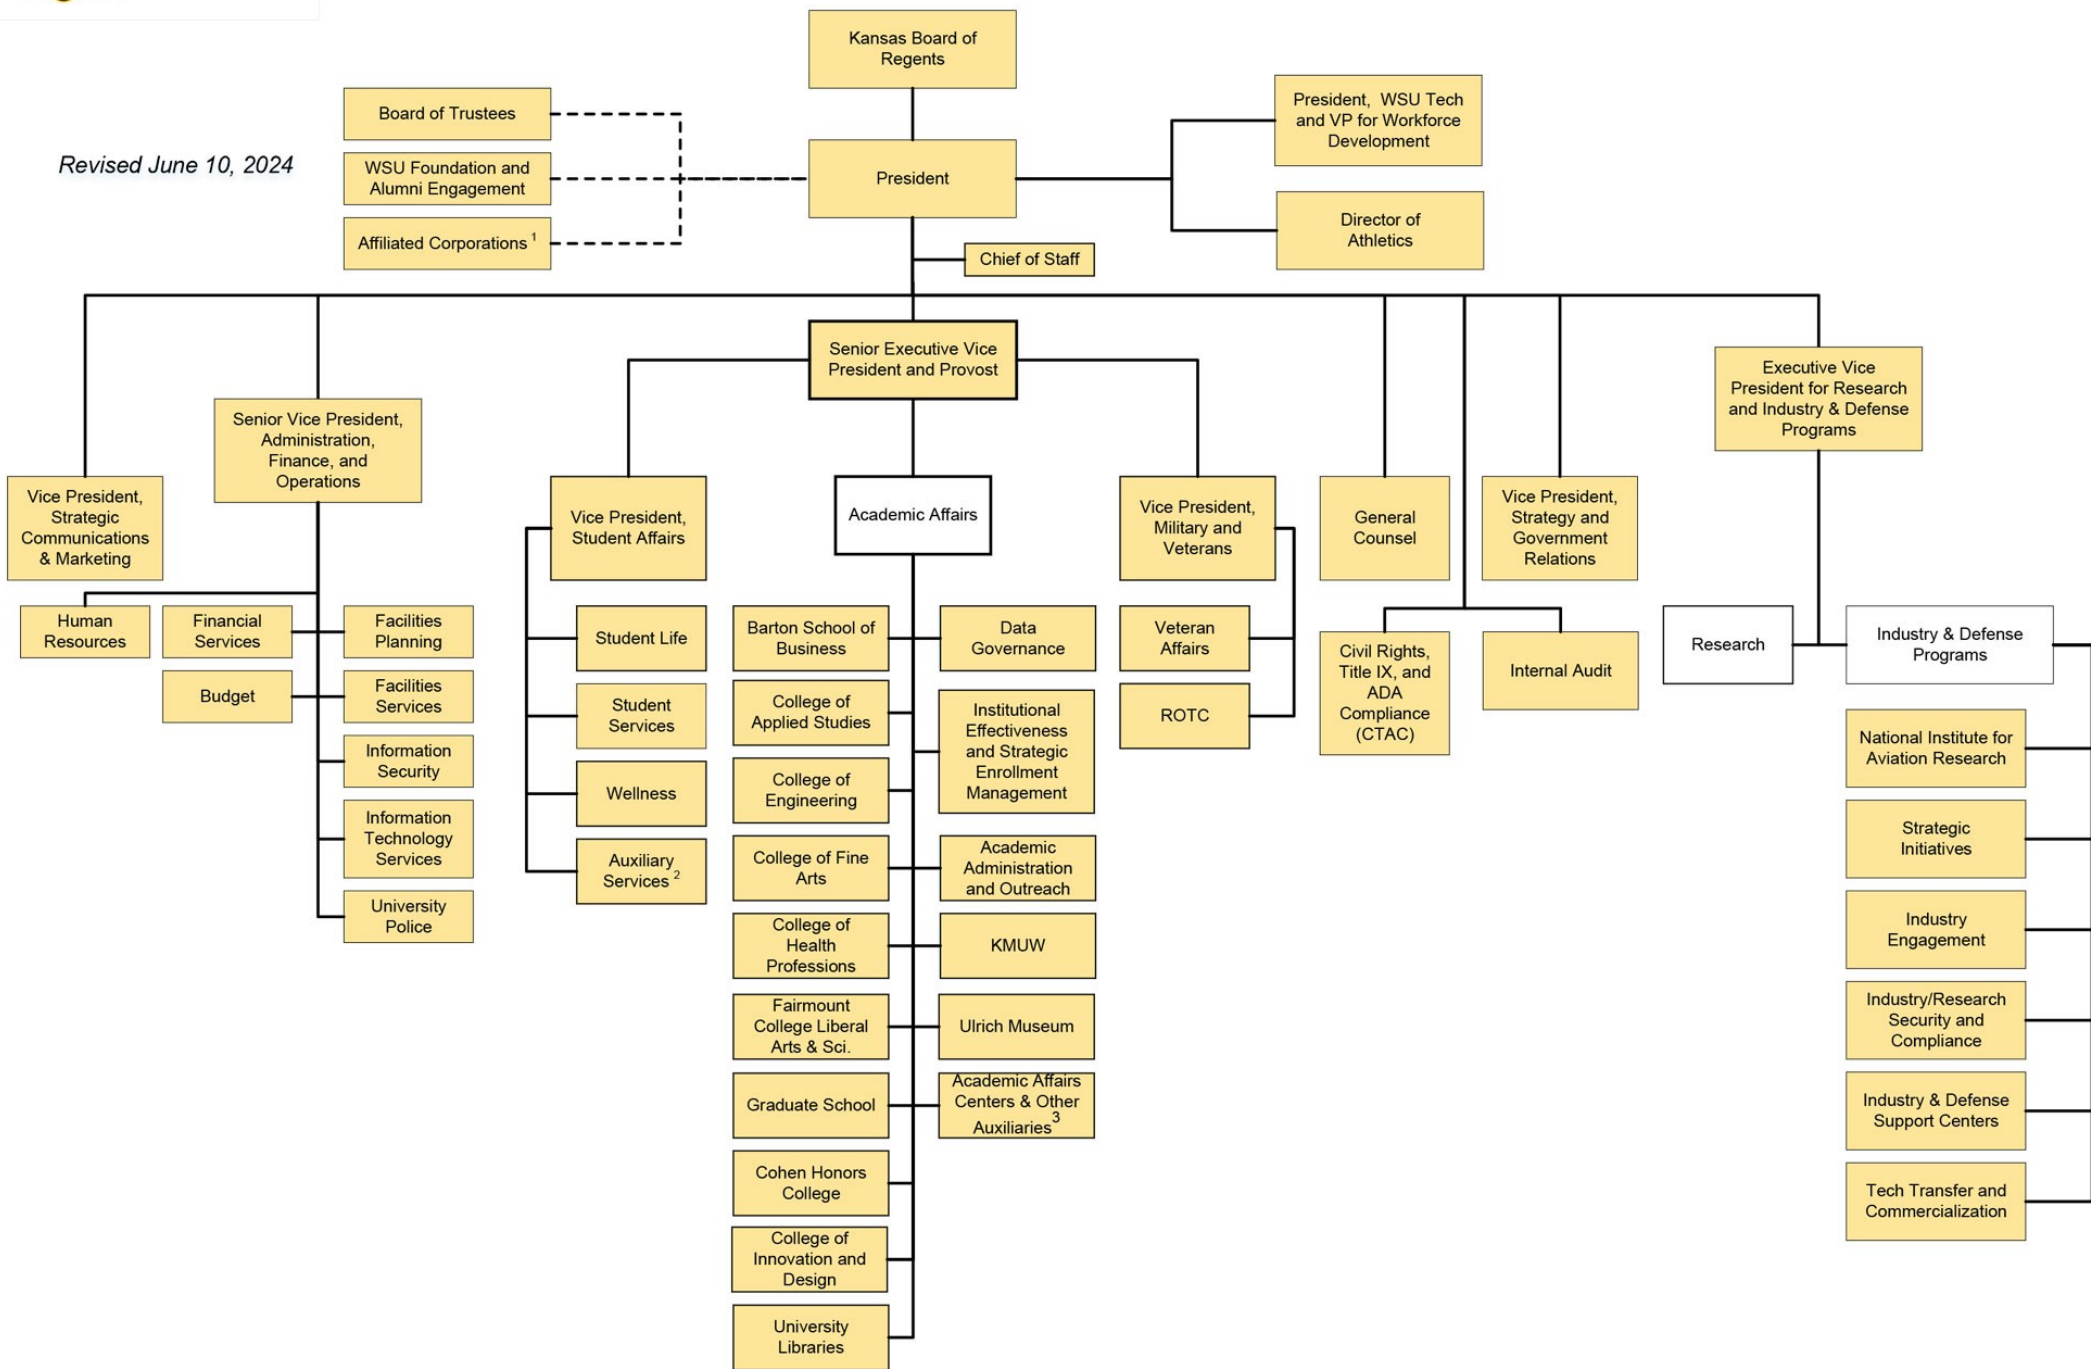 Kansas Board of
Regents
Board of Trustees
President, WSU Tech
and VP for Workforce
Development
Revised June 10, 2024
WSU Foundation and
Alumni Engagement
President
Affiliated Corporations 1
Director of
Athletics
Chief of Staff
Senior Executive Vice
President and Provost
Executive Vice
President for Research
and Industry & Defense
Programs
Senior Vice President,
Administration,
Finance, and
Operations
Vice President,
Strategic
Communications
& Marketing
Vice President,
Student Affairs
Academic Affairs
Vice President,
Military and
Veterans
General
Counsel
Vice President,
Strategy and
Government
Relations
Human
Resources
Financial
Services
Facilities
Planning
Budget
Facilities
Services
Information
Security
Information
Technology
Services
University
Police
Student Life
Student
Services
Wellness
Auxiliary
Services 2
Barton School of
Business
College of
Applied Studies
College of
Engineering
College of Fine
Arts
College of
Health
Professions
Fairmount
College Liberal
Arts & Sci.
Graduate School
Cohen Honors
College
College of
Innovation and
Design
University
Libraries
Data
Governance
Institutional
Effectiveness
and Strategic
Enrollment
Management
Academic
Administration
and Outreach
KMUW
Ulrich Museum
Academic Affairs
Centers & Other
Auxiliaries 3
Veteran
Affairs
ROTC
Civil Rights,
Title IX, and
ADA
Compliance
(CTAC)
Internal Audit
Research
Industry & Defense
Programs
National Institute for
Aviation Research
Strategic
Initiatives
Industry
Engagement
Industry/Research
Security and
Compliance
Industry & Defense
Support Centers
Tech Transfer and
Commercialization